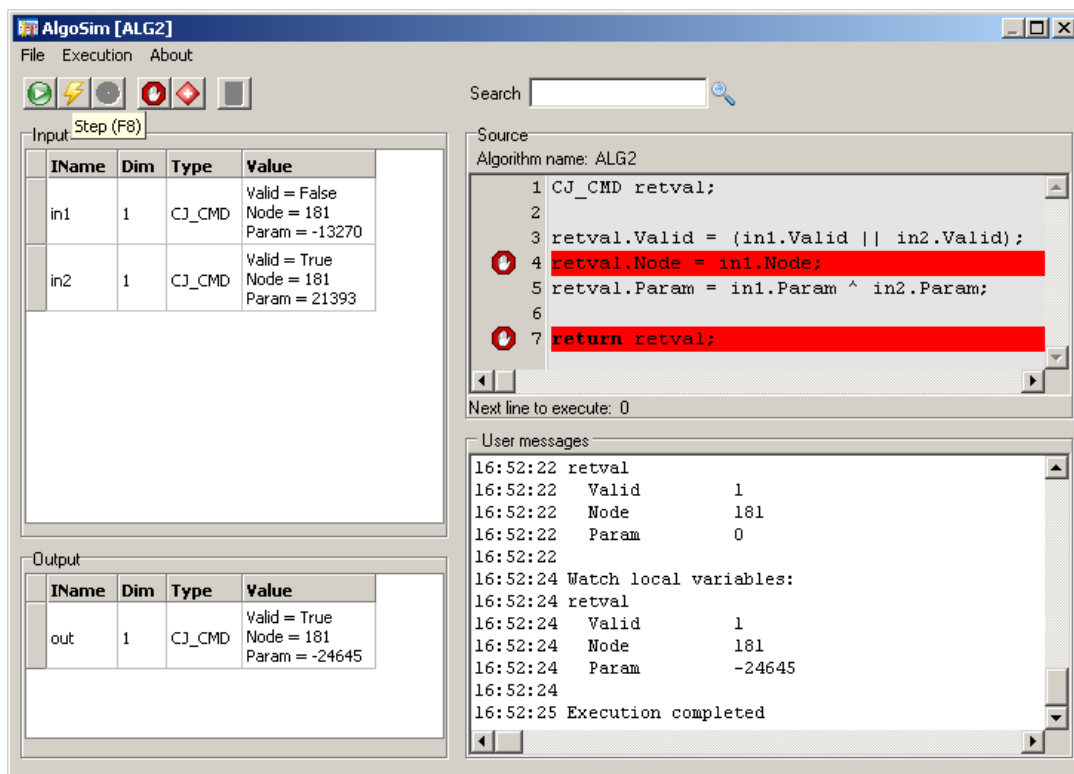 AlgoSim [ALG2]
File Execution About
Search
Step (F8)
Input
IName Dim Type Value
in1 1 CJ_CMD Valid = False
Node = 181
Param = -13270
in2 1 CJ_CMD Valid = True
Node = 181
Param = 21393
Output
IName Dim Type Value
out 1 CJ_CMD Valid = True
Node = 181
Param = -24645
Source
Algorithm name: ALG2
1 CJ_CMD retval;
2
3 retval.Valid = (in1.Valid || in2.Valid);
4 retval.Node = in1.Node;
5 retval.Param = in1.Param ^ in2.Param;
6
7 return retval;
Next line to execute: 0
User messages
16:52:22 retval
16:52:22 Valid 1
16:52:22 Node 181
16:52:22 Param 0
16:52:22
16:52:24 Watch local variables:
16:52:24 retval
16:52:24 Valid 1
16:52:24 Node 181
16:52:24 Param -24645
16:52:24
16:52:25 Execution completed